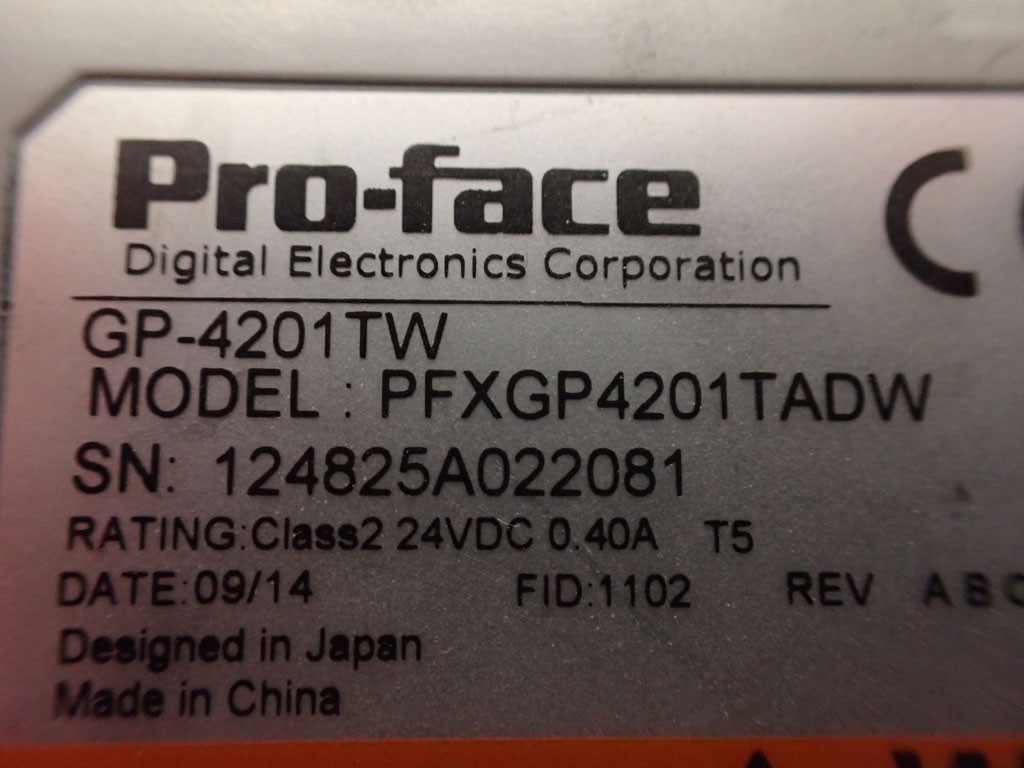 Pro-face
Digital Electronics Corporation
GP-4201TW
MODEL : PFXGP4201TADW
SN: 124825A022081
RATING:Class2 24VDC 0.40A T5
DATE:09/14 FID:1102 REV A B C
Designed in Japan
Made in China